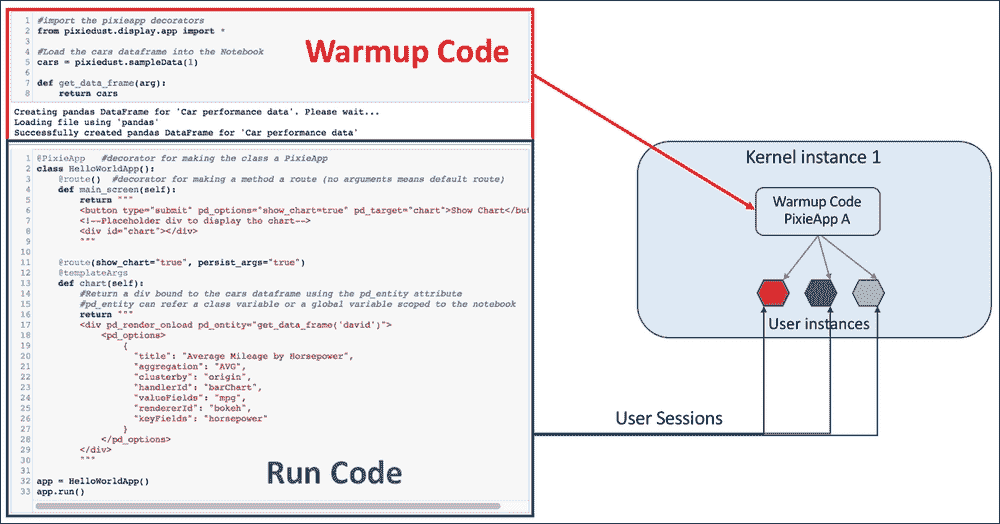 1 #import the pixieapp decorators
2 from pixiedust.display.app import *
3
4 #Load the cars dataframe into the Notebook
5 cars = pixiedust.sampleData(1)
6
7 def get_data_frame(arg):
8 return cars
Warmup Code
Creating pandas DataFrame for 'Car performance data'. Please wait...
Loading file using 'pandas'
Successfully created pandas DataFrame for 'Car performance data'
1 @PixieApp #decorator for making the class a PixieApp
2 class HelloWorldApp():
3 @route() #decorator for making a method a route (no arguments means default route)
4 def main_screen(self):
5 return """
6 <button type="submit" pd_options="show_chart=true" pd_target="chart">Show Chart</but
7 <!--Placeholder div to display the chart-->
8 <div id="chart"></div>
9 """
10
11 @route(show_chart="true", persist_args="true")
12 @templateArgs
13 def chart(self):
14 #Return a div bound to the cars dataframe using the pd_entity attribute
15 #pd_entity can refer a class variable or a global variable scoped to the notebook
16 return """
17 <div pd_render_onload pd_entity="get_data_frame('david')">
18 <pd_options>
19 {
20 "title": "Average Mileage by Horsepower",
21 "aggregation": "AVG",
22 "clusterby": "origin",
23 "handlerId": "barChart",
24 "valueFields": "mpg",
25 "rendererId": "bokeh",
26 "keyFields": "horsepower"
27 }
28 </pd_options>
29 </div>
30 """
31
32 app = HelloWorldApp()
33 app.run()
Run Code
Kernel instance 1
Warmup Code
PixieApp A
User instances
User Sessions